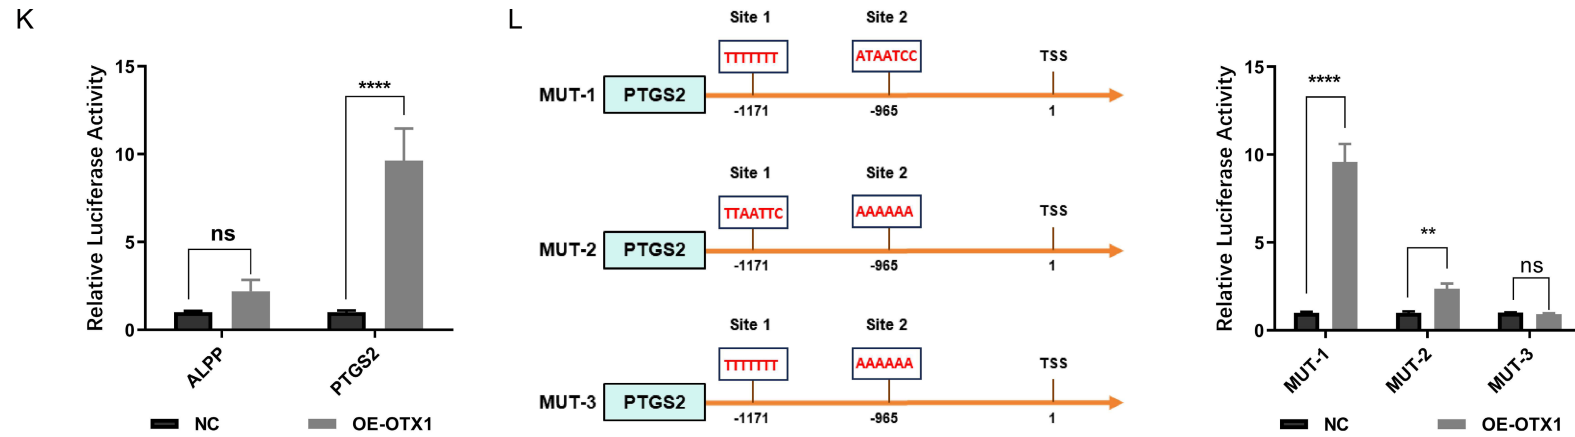 K
Relative Luciferase Activity
15
10
5
0
ns
****
ALPP
PTGS2
NC
OE-OTX1
L
Site 1
Site 2
TTTTTTT
ATAATCC
TSS
MUT-1
PTGS2
-1171
-965
1
Site 1
Site 2
TTAATTC
AAAAAA
TSS
MUT-2
PTGS2
-1171
-965
1
Site 1
Site 2
TTTTTTT
AAAAAA
TSS
MUT-3
PTGS2
-1171
-965
1
Relative Luciferase Activity
15
10
5
0
****
**
ns
MUT-1
MUT-2
MUT-3
NC
OE-OTX1